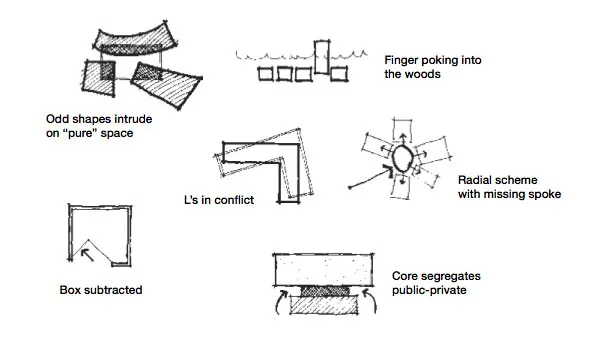 Finger poking into
the woods
Odd shapes intrude
on “pure” space
Radial scheme
with missing spoke
L's in conflict
Box subtracted
Core segregates
public-private